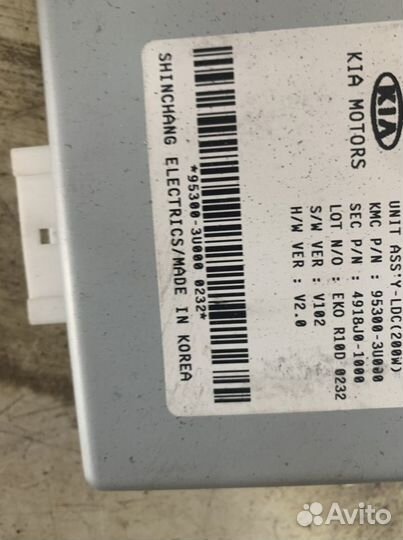 KIA
KIA MOTORS
UNIT ASS'Y-LDC(200W)
KMC P/N : 95300-3U000
SEC P/N : 4918J0-1000
LOT N/O : EKO R10D 0232
S/W VER : V102
H/W VER : V2.0
*95300-3U000 0232*
SHINCHANG ELECTRICS/MADE IN KOREA
Avito